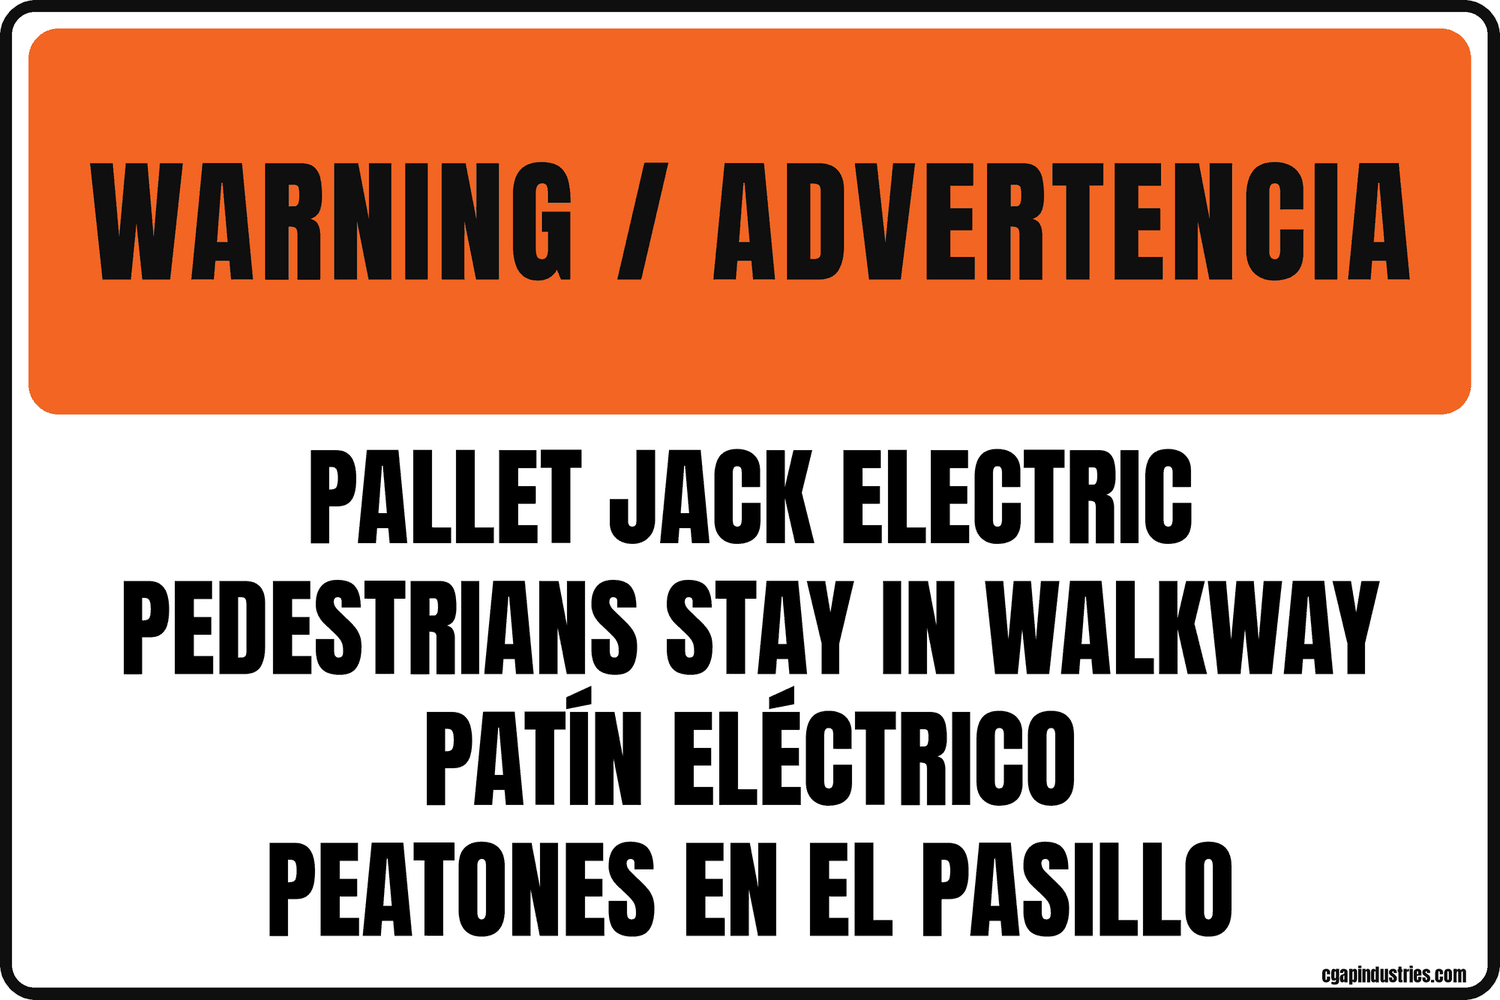 WARNING / ADVERTENCIA
PALLET JACK ELECTRIC
PEDESTRIANS STAY IN WALKWAY
PATÍN ELÉCTRICO
PEATONES EN EL PASILLO
cgapindustries.com